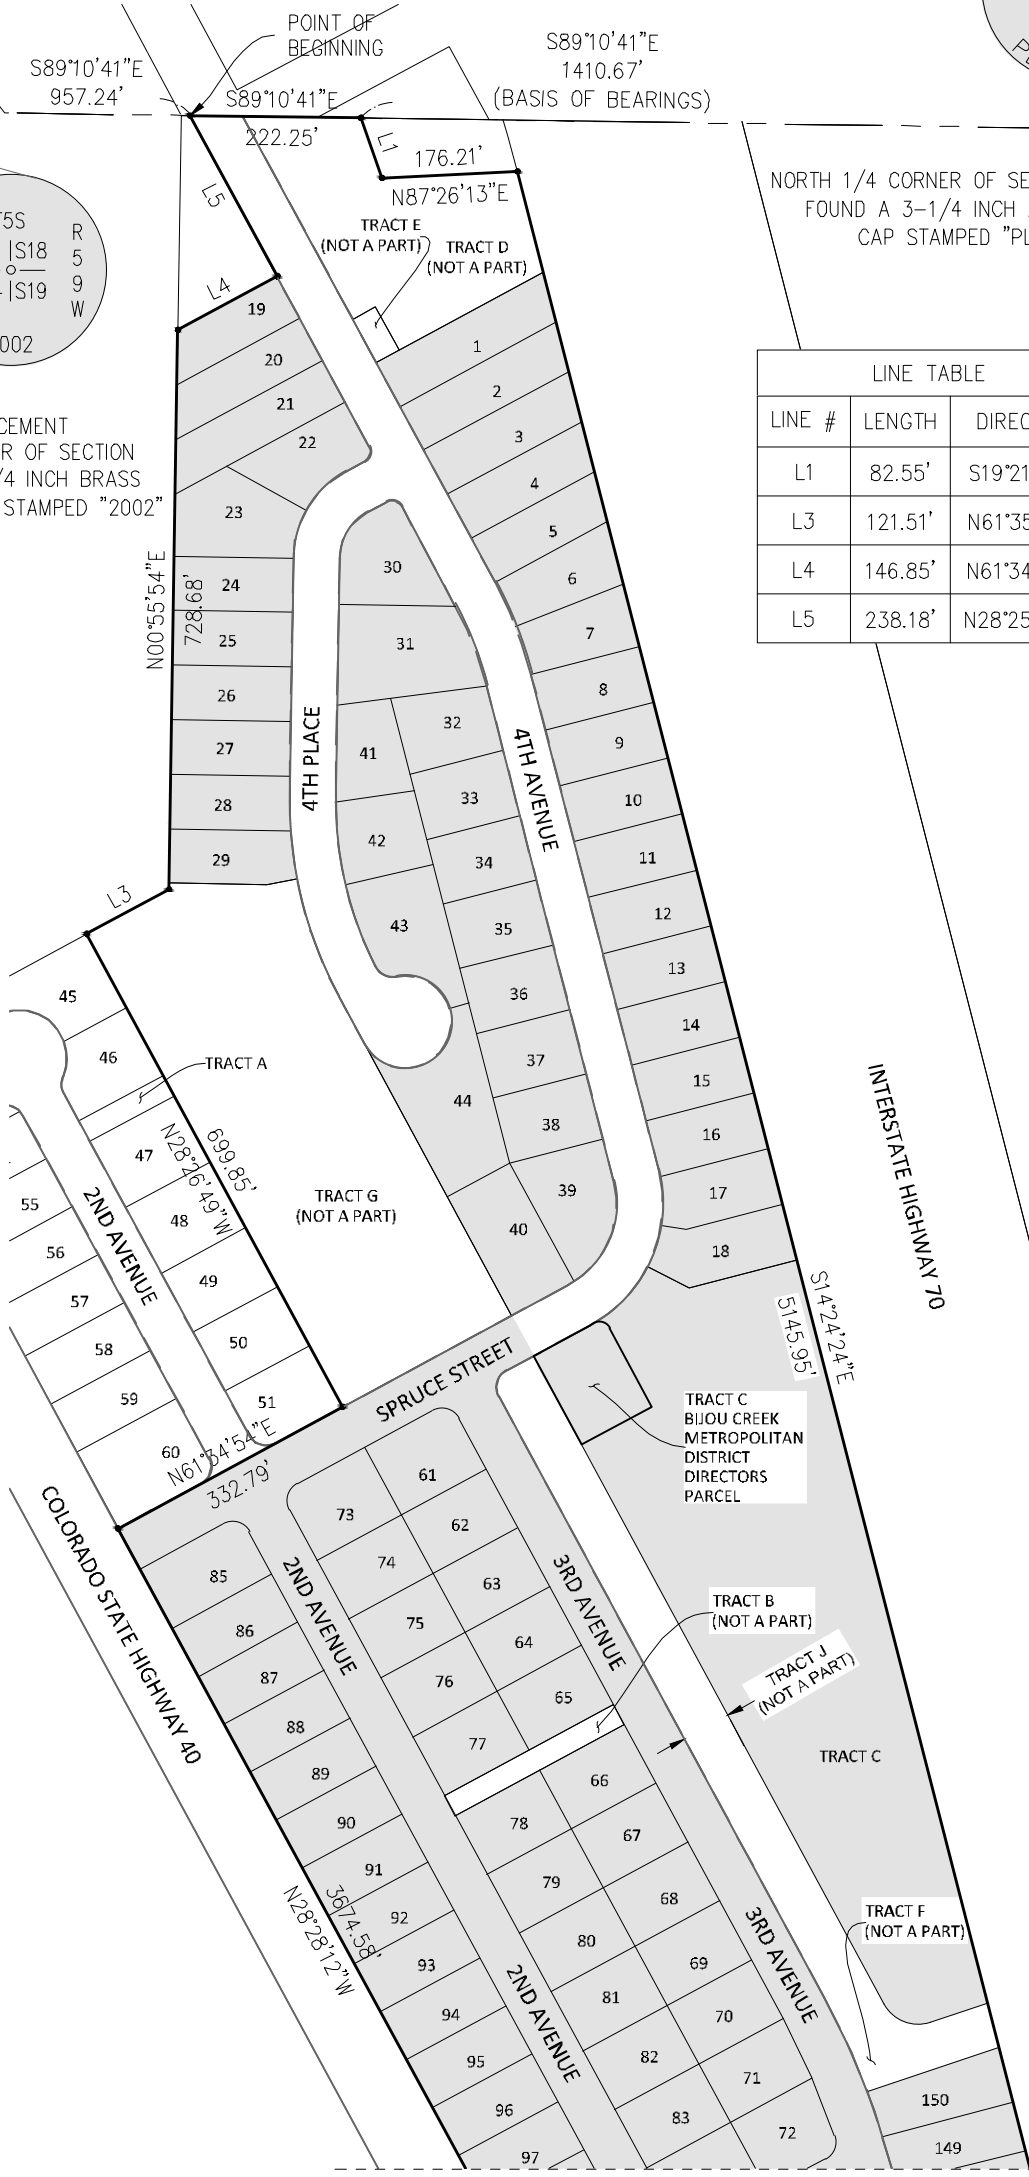 POINT OF
BEGINNING
S89°10'41"E
957.24'
S89°10'41"E
222.25'
S89°10'41"E
1410.67'
(BASIS OF BEARINGS)
L1
176.21'
N87°26'13"E
L5
NORTH 1/4 CORNER OF SE
FOUND A 3-1/4 INCH
CAP STAMPED "PL
TRACT E
(NOT A PART)
TRACT D
(NOT A PART)
5S
S18
S19
R
5
9
W
002
L4
CEMENT
R OF SECTION
/4 INCH BRASS
STAMPED "2002"
LINE TABLE
LINE # LENGTH DIREC
L1 82.55' S19°21
L3 121.51' N61°35
L4 146.85' N61°34
L5 238.18' N28°25
19
20
21
22
23
24
25
26
27
28
29
N00°55'54"E
728.68'
1
2
3
4
5
6
7
8
9
10
11
12
13
14
15
16
17
18
30
31
32
33
34
35
36
37
38
39
40
41
42
43
44
4TH PLACE
4TH AVENUE
L3
45
46
TRACT A
47
48
49
50
51
N28°26'49"W
699.85'
TRACT G
(NOT A PART)
55
56
57
58
59
60
2ND AVENUE
INTERSTATE HIGHWAY 70
S14°24'24"E
5145.95'
SPRUCE STREET
N61°34'54"E
332.79'
TRACT C
BIJOU CREEK
METROPOLITAN
DISTRICT
DIRECTORS
PARCEL
COLORADO STATE HIGHWAY 40
61
62
63
64
65
73
74
75
76
77
2ND AVENUE
3RD AVENUE
TRACT B
(NOT A PART)
TRACT J
(NOT A PART)
TRACT C
85
86
87
88
89
90
91
92
93
94
95
96
97
N28°28'12"W
3674.58'
66
67
68
69
70
71
72
78
79
80
81
82
83
2ND AVENUE
3RD AVENUE
TRACT F
(NOT A PART)
150
149